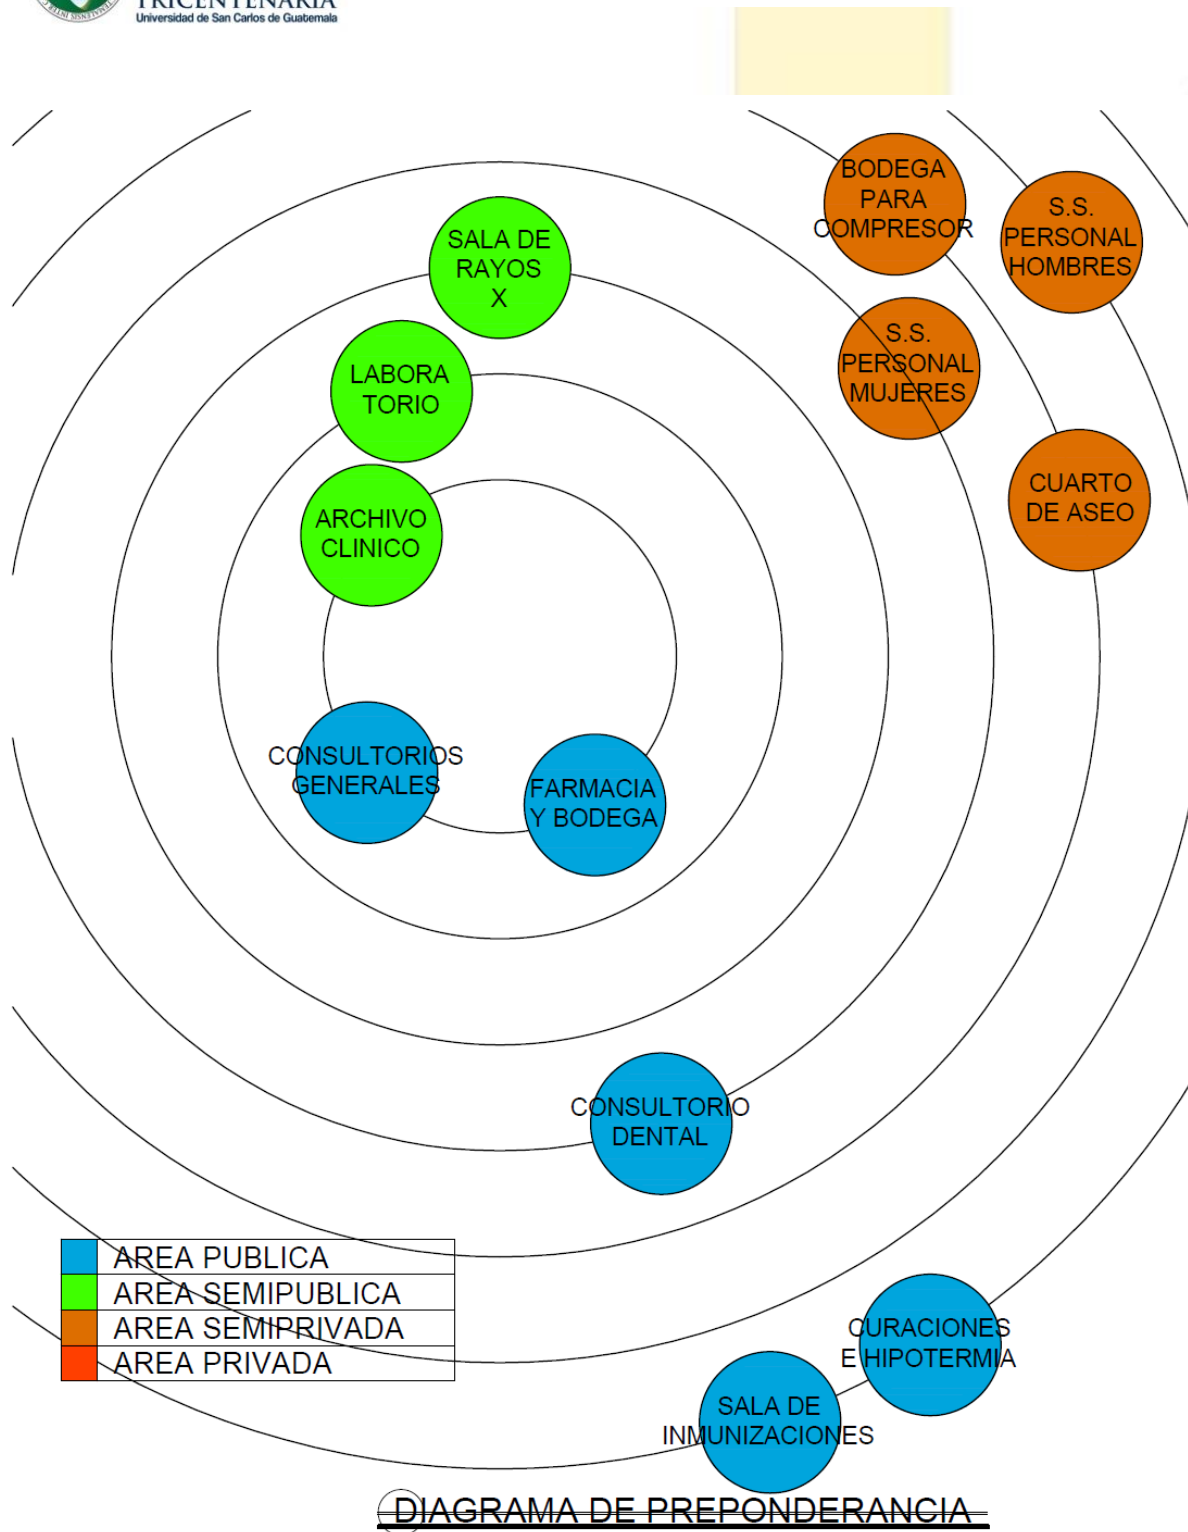 TRICENTENARIA
Universidad de San Carlos de Guatemala
BODEGA
PARA
COMPRESOR
S.S.
PERSONAL
HOMBRES
SALA DE
RAYOS
X
S.S.
PERSONAL
MUJERES
LABORA
TORIO
CUARTO
DE ASEO
ARCHIVO
CLINICO
CONSULTORIOS
GENERALES
FARMACIA
Y BODEGA
CONSULTORIO
DENTAL
AREA PUBLICA
AREA SEMIPUBLICA
AREA SEMIPRIVADA
AREA PRIVADA
CURACIONES
E HIPOTERMIA
SALA DE
INMUNIZACIONES
DIAGRAMA DE PREPONDERANCIA